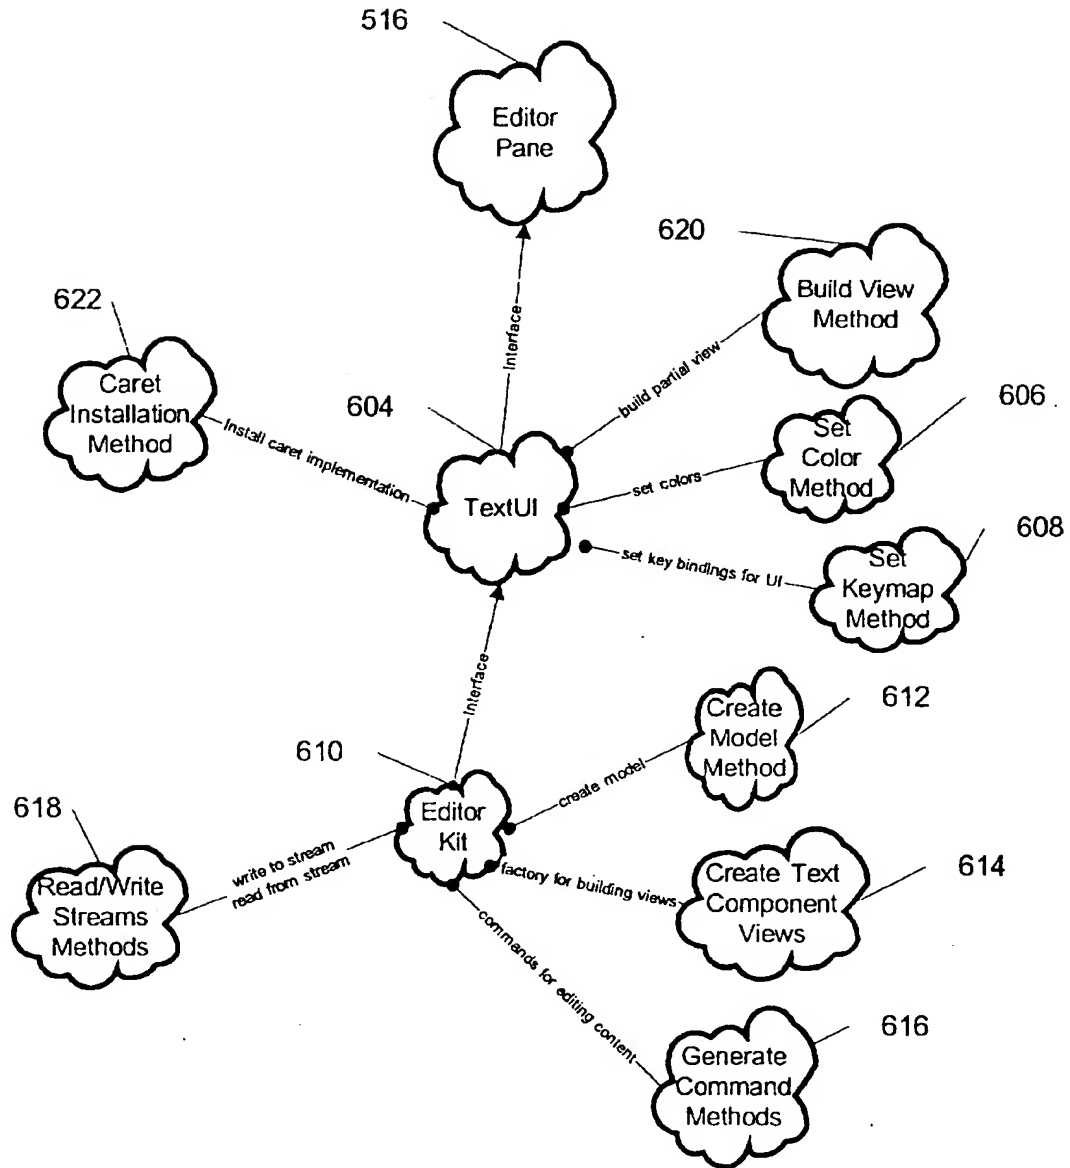 516
Editor
Pane
620
Build View
Method
622
Caret
Installation
Method
Interface
build partial view
604
606
Set
Color
Method
Install caret implementation
TextUI
set colors
608
set key bindings for UI
Set
Keymap
Method
Interface
612
Create
Model
Method
610
create model
Editor
Kit
618
Read/Write
Streams
Methods
write to stream
read from stream
factory for building views
Create Text
Component
Views
614
commands for editing content
616
Generate
Command
Methods